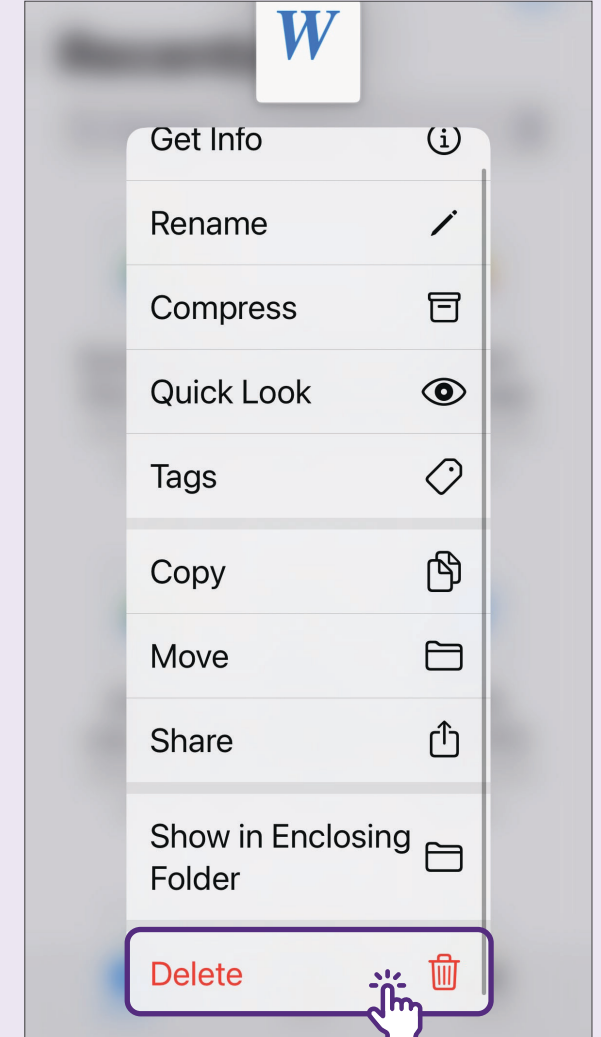 W
Get Info
Rename
Compress
Quick Look
Tags
Copy
Move
Share
Show in Enclosing
Folder
Delete